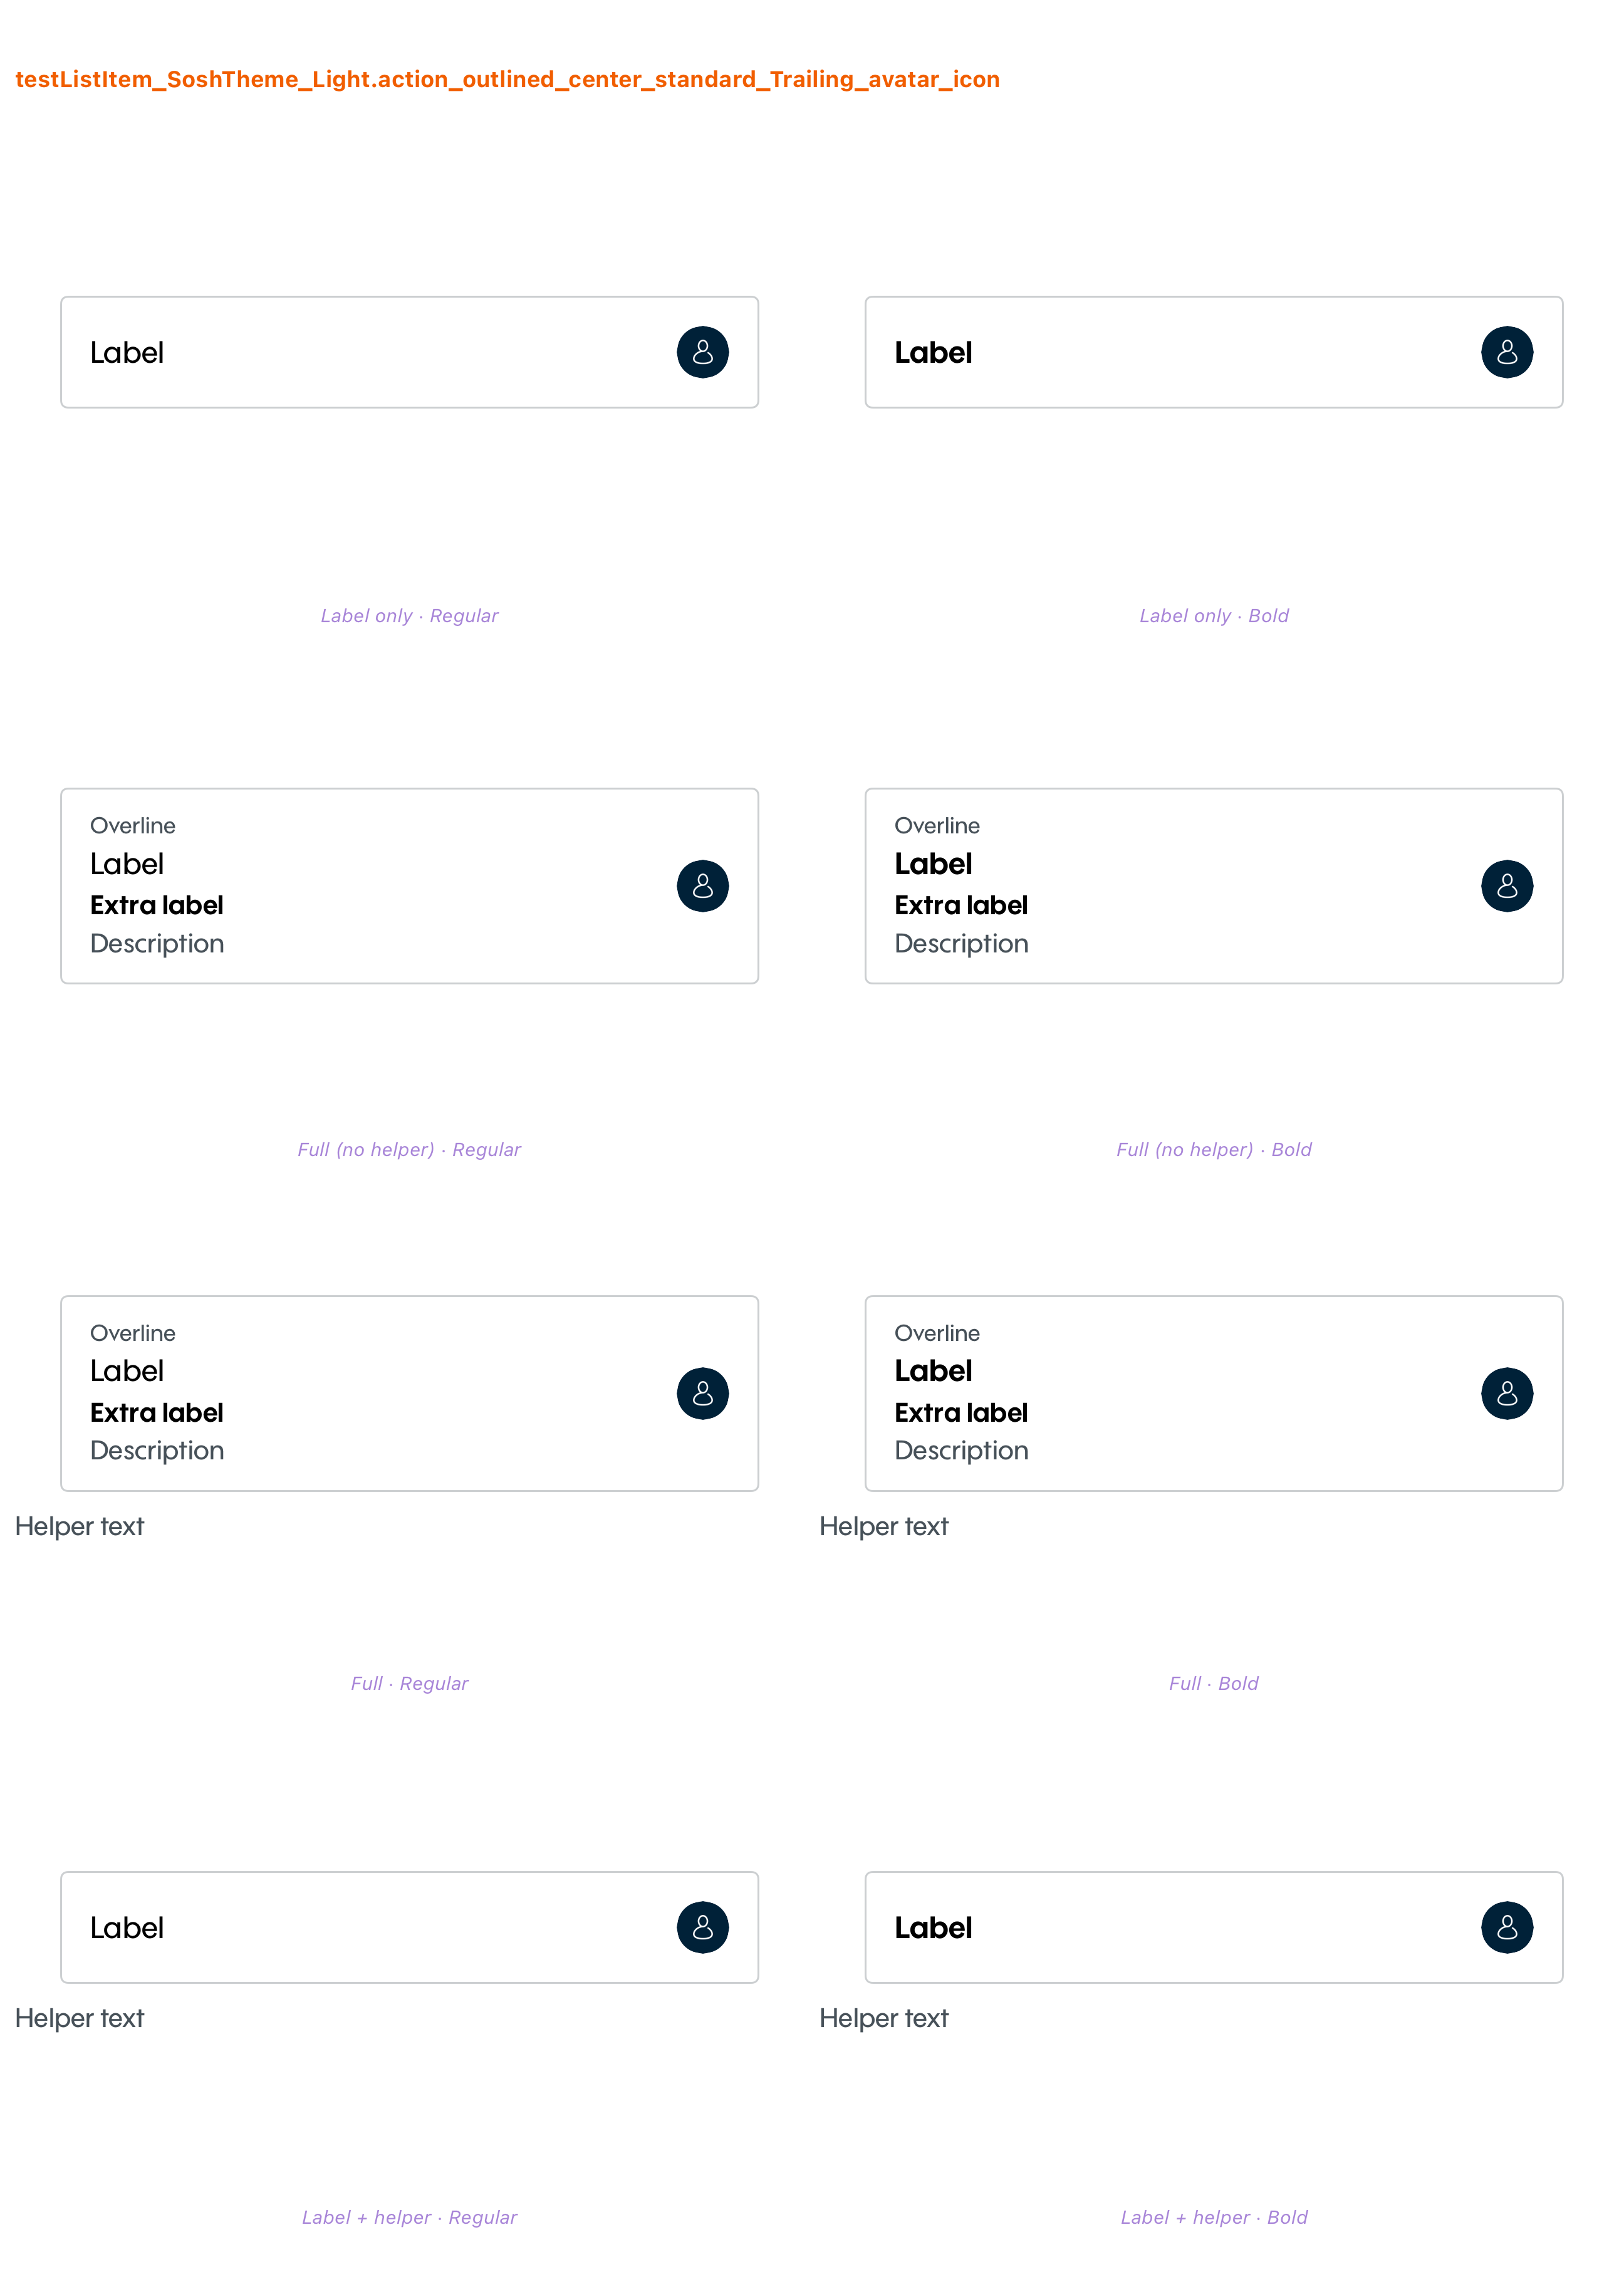 testListItem_SoshTheme_Light.action_outlined_center_standard_Trailing_avatar_icon
Label
Label
Label only · Regular
Label only · Bold
Overline
Label
Extra label
Description
Overline
Label
Extra label
Description
Full (no helper) · Regular
Full (no helper) · Bold
Overline
Label
Extra label
Description
Helper text
Overline
Label
Extra label
Description
Helper text
Full · Regular
Full · Bold
Label
Helper text
Label
Helper text
Label + helper · Regular
Label + helper · Bold